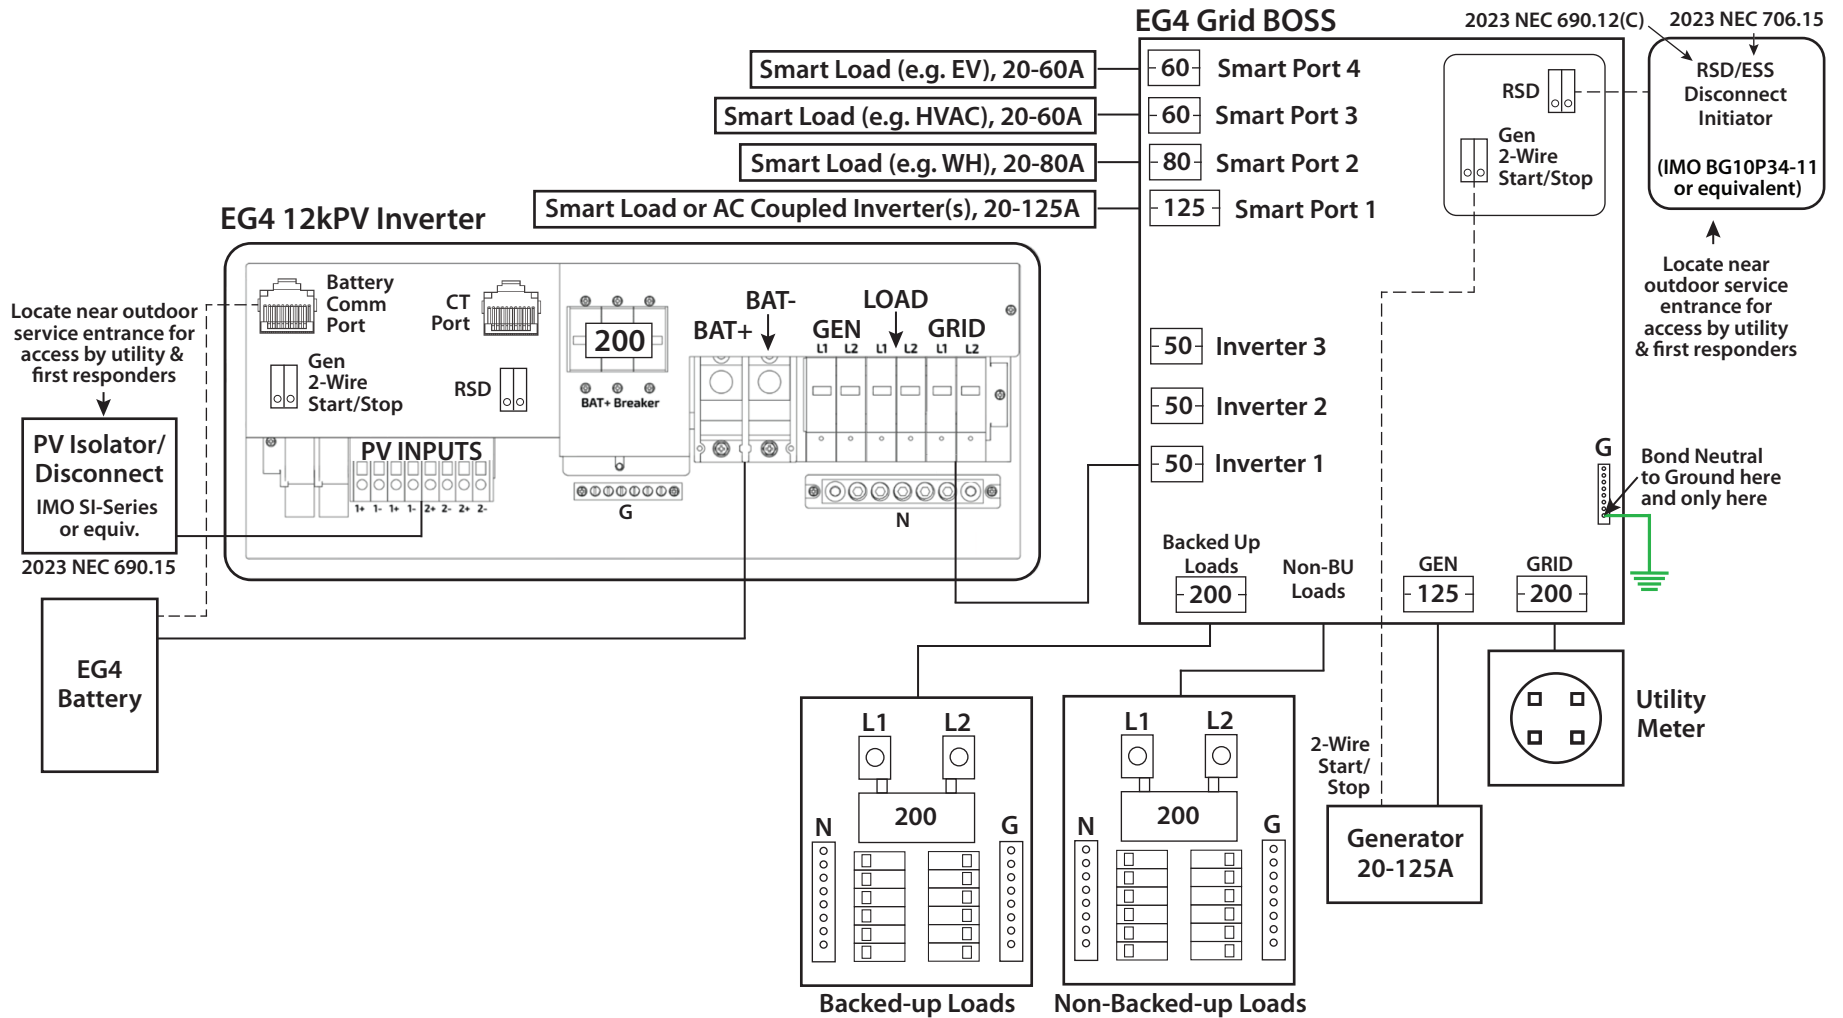 EG4 Grid BOSS
2023 NEC 690.12(C)
2023 NEC 706.15
Smart Load (e.g. EV), 20-60A
60
Smart Port 4
Smart Load (e.g. HVAC), 20-60A
60
Smart Port 3
Smart Load (e.g. WH), 20-80A
80
Smart Port 2
Smart Load or AC Coupled Inverter(s), 20-125A
125
Smart Port 1
RSD
Gen
2-Wire
Start/Stop
RSD/ESS
Disconnect
Initiator
(IMO BG10P34-11
or equivalent)
Locate near
outdoor service
entrance for
access by utility
& first responders
EG4 12kPV Inverter
Battery
Comm
Port
CT
Port
Gen
2-Wire
Start/Stop
RSD
200
BAT+ Breaker
BAT+
BAT-
GEN
LOAD
GRID
L1
L2
L1
L2
L1
L2
PV INPUTS
1+
1-
1+
1-
2+
2-
2+
2-
G
N
Locate near outdoor
service entrance for
access by utility &
first responders
PV Isolator/
Disconnect
IMO SI-Series
or equiv.
2023 NEC 690.15
EG4
Battery
50
Inverter 3
50
Inverter 2
50
Inverter 1
G
Bond Neutral
to Ground here
and only here
Backed Up
Loads
200
Non-BU
Loads
GEN
125
GRID
200
L1
L2
200
N
G
Backed-up Loads
L1
L2
200
N
G
Non-Backed-up Loads
2-Wire
Start/
Stop
Generator
20-125A
Utility
Meter